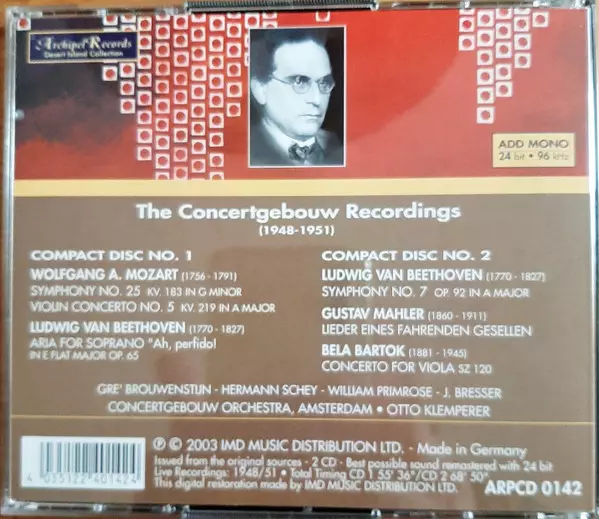 Archipel Records
Desert Island Collection
ADD MONO
24 bit • 96 kHz
The Concertgebouw Recordings
(1948-1951)
COMPACT DISC NO. 1
WOLFGANG A. MOZART (1756 - 1791)
SYMPHONY NO. 25 KV. 183 IN G MINOR
VIOLIN CONCERTO NO. 5 KV. 219 IN A MAJOR
LUDWIG VAN BEETHOVEN (1770 - 1827)
ARIA FOR SOPRANO "Ah, perfido!
IN E FLAT MAJOR OP. 65
COMPACT DISC NO. 2
LUDWIG VAN BEETHOVEN (1770 - 1827)
SYMPHONY NO. 7 OP. 92 IN A MAJOR
GUSTAV MAHLER (1860 - 1911)
LIEDER EINES FAHRENDEN GESELLEN
BELA BARTOK (1881 - 1945)
CONCERTO FOR VIOLA SZ 120
GRE' BROUWENSTIJN - HERMANN SCHEY - WILLIAM PRIMROSE - J. BRESSER
CONCERTGEBOUW ORCHESTRA, AMSTERDAM • OTTO KLEMPERER
℗ © 2003 IMD MUSIC DISTRIBUTION LTD. - Made in Germany
Issued from the original sources - 2 CD - Best possible sound remastered with 24 bit
Live Recordings: 1948/51 • Total Timing CD 1 55' 36"/CD 2 68' 50"
This digital restoration made by IMD MUSIC DISTRIBUTION LTD.
ARPCD 0142
4 035122 401424